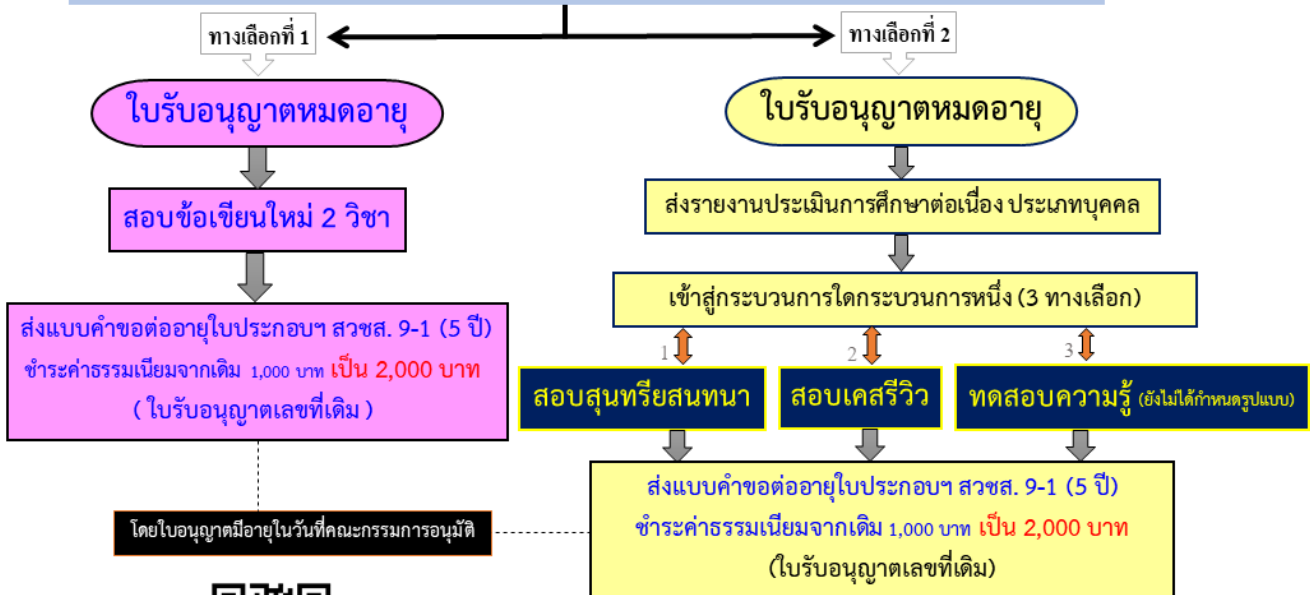 ทางเลือกที่ 1
ทางเลือกที่ 2
ใบรับอนุญาตหมดอายุ
ใบรับอนุญาตหมดอายุ
สอบข้อเขียนใหม่ 2 วิชา
ส่งรายงานประเมินการศึกษาต่อเนื่อง ประเภทบุคคล
เข้าสู่กระบวนการใดกระบวนการหนึ่ง (3 ทางเลือก)
ส่งแบบคำขอต่ออายุใบประกอบฯ สวชส. 9-1 (5 ปี)
ชำระค่าธรรมเนียมจากเดิม 1,000 บาท เป็น 2,000 บาท
( ใบรับอนุญาตเลขที่เดิม )
1
2
3
สอบสุนทรียสนทนา
สอบเคสรีวิว
ทดสอบความรู้ (ยังไม่ได้กำหนดรูปแบบ)
ส่งแบบคำขอต่ออายุใบประกอบฯ สวชส. 9-1 (5 ปี)
ชำระค่าธรรมเนียมจากเดิม 1,000 บาท เป็น 2,000 บาท
(ใบรับอนุญาตเลขที่เดิม)
โดยใบอนุญาตมีอายุในวันที่คณะกรรมการอนุมัติ